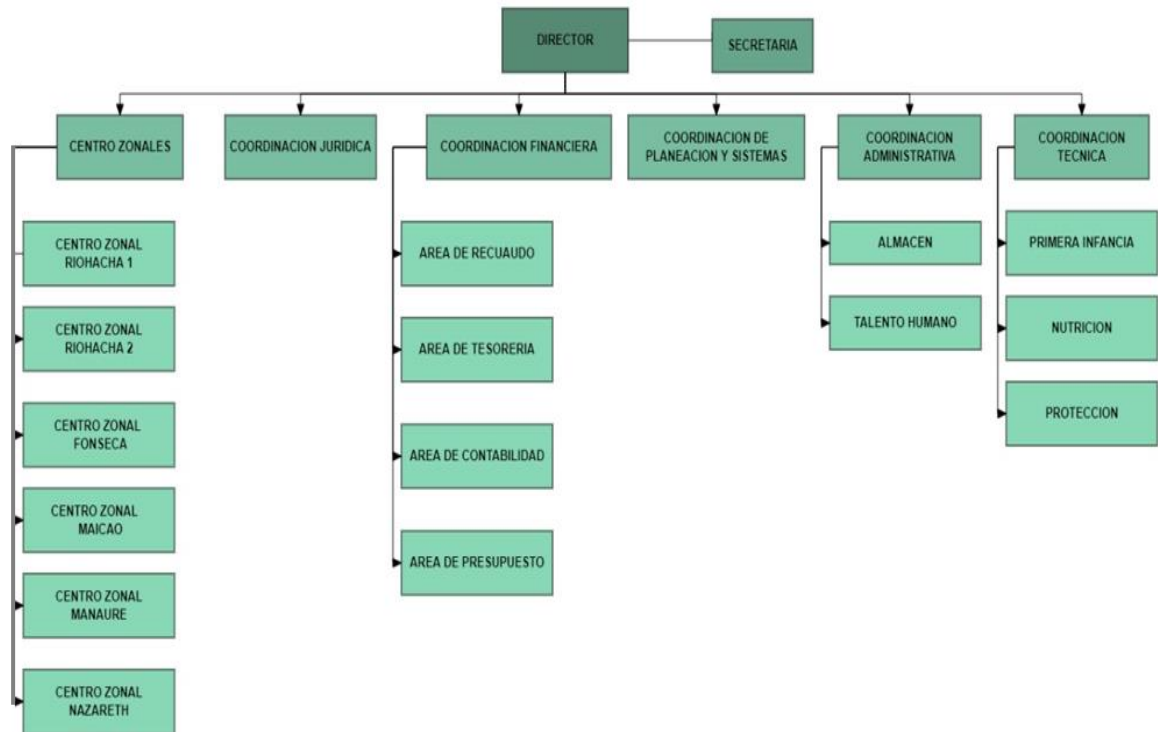 DIRECTOR
SECRETARIA
CENTRO ZONALES
COORDINACION JURIDICA
COORDINACION FINANCIERA
COORDINACION DE
PLANEACION Y SISTEMAS
COORDINACION
ADMINISTRATIVA
COORDINACION
TECNICA
CENTRO ZONAL
RIOHACHA 1
CENTRO ZONAL
RIOHACHA 2
CENTRO ZONAL
FONSECA
CENTRO ZONAL
MAICAO
CENTRO ZONAL
MANAURE
CENTRO ZONAL
NAZARETH
AREA DE RECUAUDO
AREA DE TESORERIA
AREA DE CONTABILIDAD
AREA DE PRESUPUESTO
ALMACEN
TALENTO HUMANO
PRIMERA INFANCIA
NUTRICION
PROTECCION